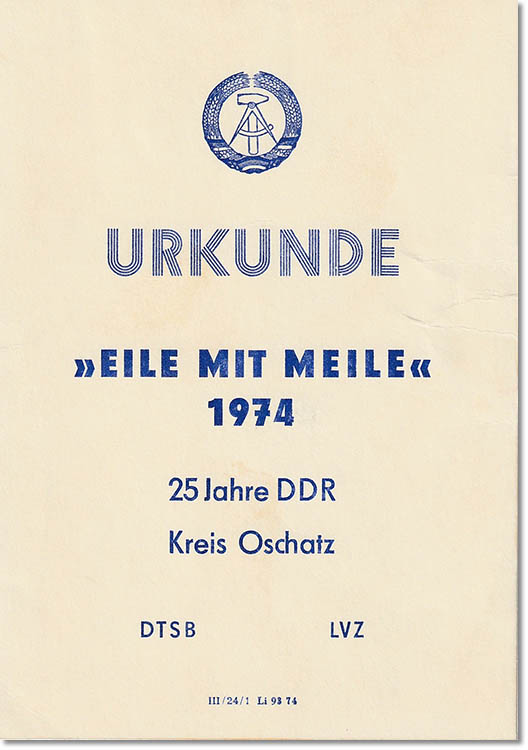 URKUNDE
»EILE MIT MEILE«
1974
25 Jahre DDR
Kreis Oschatz
DTSB LVZ
III/24/1 Li 93 74